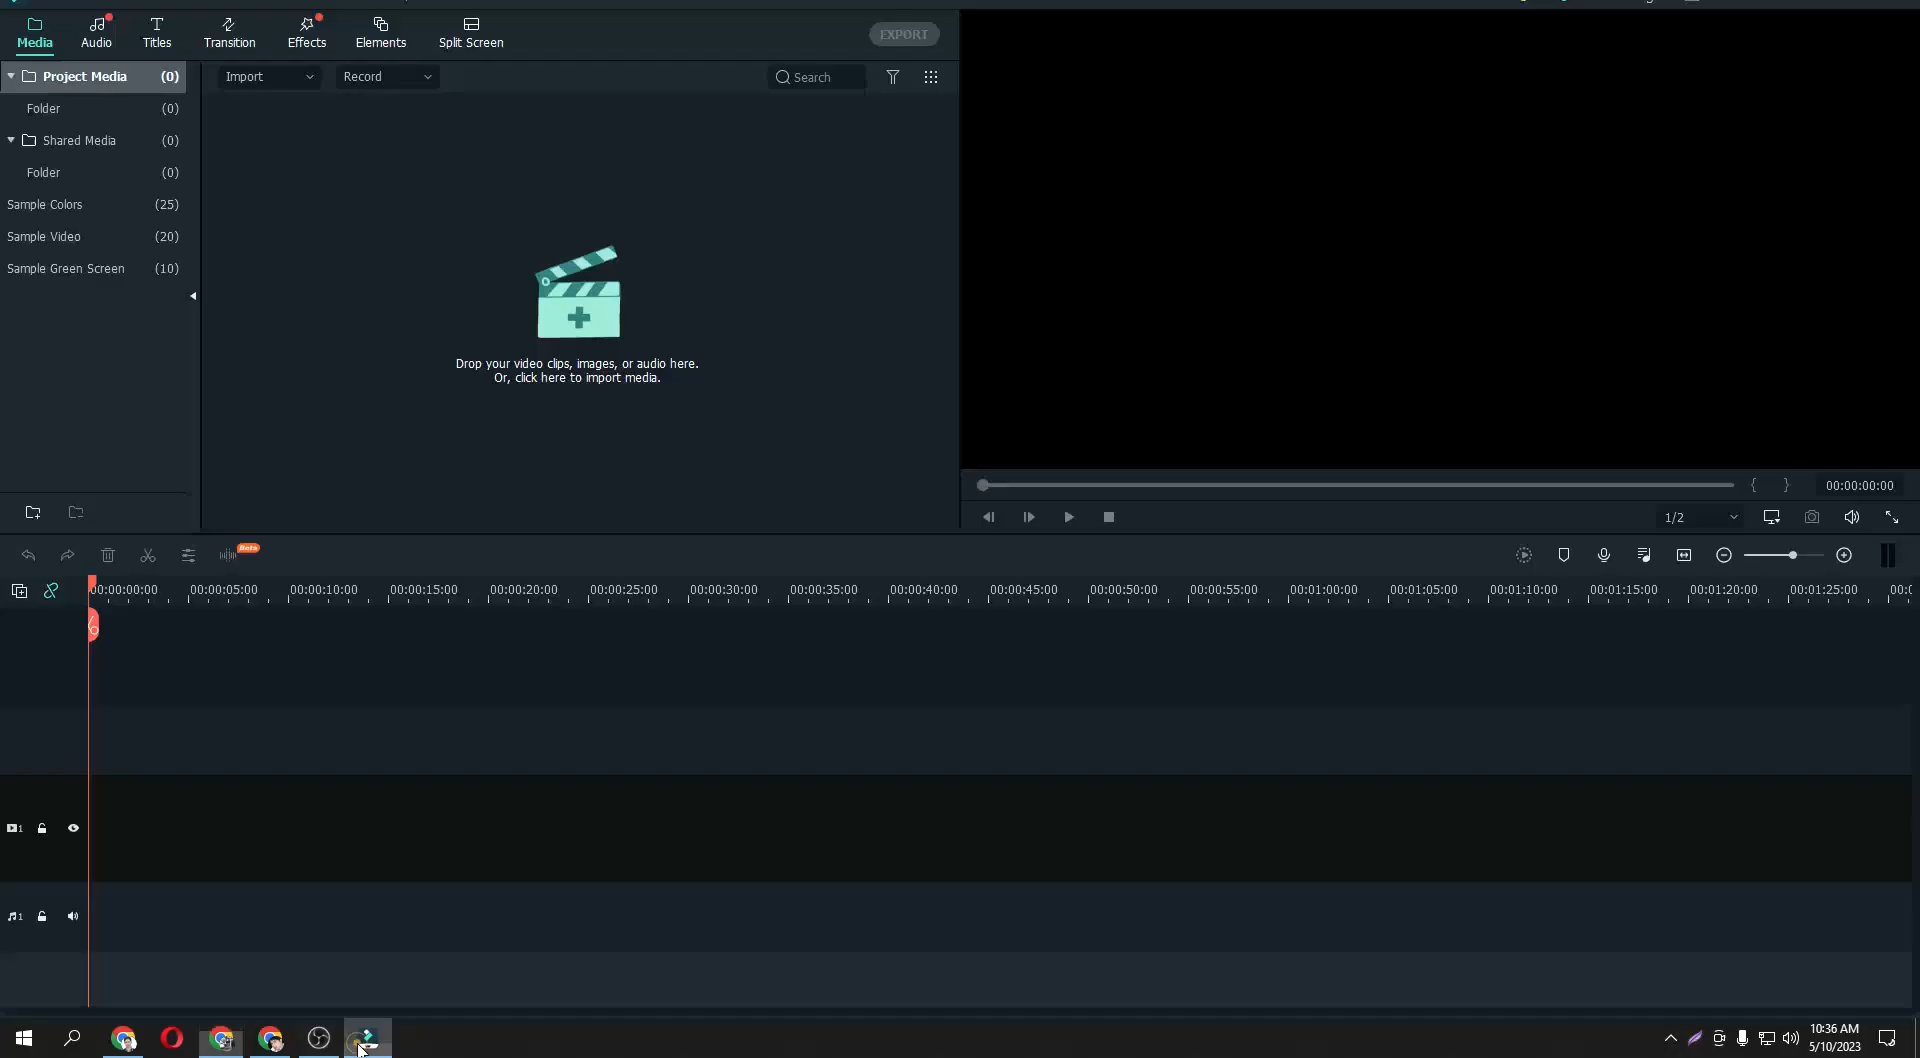 Media
Audio
Titles
Transition
Effects
Elements
Split Screen
EXPORT
Project Media (0)
Import
Record
Search
Folder (0)
Shared Media (0)
Folder (0)
Sample Colors (25)
Sample Video (20)
Sample Green Screen (10)
Drop your video clips, images, or audio here.
Or, click here to import media.
00:00:00:00
1/2
Beta
00:00:00:00 00:00:05:00 00:00:10:00 00:00:15:00 00:00:20:00 00:00:25:00 00:00:30:00 00:00:35:00 00:00:40:00 00:00:45:00 00:00:50:00 00:00:55:00 00:01:00:00 00:01:05:00 00:01:10:00 00:01:15:00 00:01:20:00 00:01:25:00
1
1
10:36 AM
5/10/2023